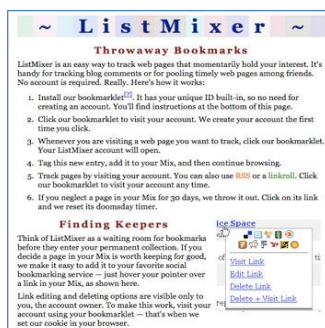 ~ ListMixer ~
Throwaway Bookmarks
ListMixer is an easy way to track web pages that momentarily hold your interest. It's
handy for tracking blog comments or for pooling timely web pages among friends.
No account is required. Really. Here's how it works:
1. Install our bookmarklet[?]. It has your unique ID built-in, so no need for
creating an account. You'll find instructions at the bottom of this page.
2. Click our bookmarklet to visit your account. We create your account the first
time you click.
3. Whenever you are visiting a web page you want to track, click our bookmarklet.
Your ListMixer account will open.
4. Tag this new entry, add it to your Mix, and then continue browsing.
5. Track pages by visiting your account. You can also use RSS or a linkroll. Click
our bookmarklet to visit your account any time.
6. If you neglect a page in your Mix for 30 days, we throw it out. Click on its link
and we reset its doomsday timer.
Finding Keepers
Think of ListMixer as a waiting room for bookmarks
before they enter your permanent collection. If you
decide a page in your Mix is worth keeping for good,
we make it easy to add it to your favorite social
bookmarking service — just hover your pointer over
a link in your Mix, as shown here.
Link editing and deleting options are visible only to
you, the account owner. To make this work, visit your
account using your bookmarklet – that's when we
set our cookie in your browser.
ice Space
Visit Link
Edit Link
Delete Link
Delete + Visit Link